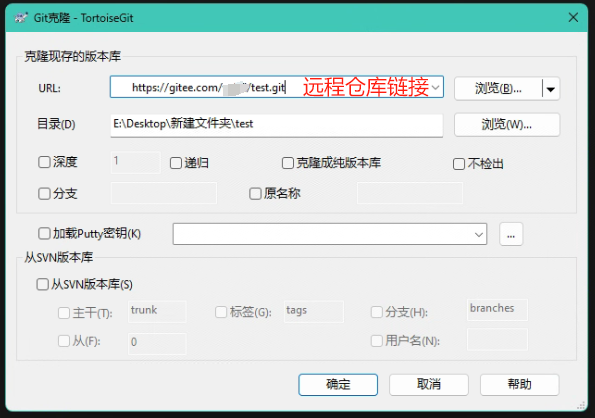 Git克隆 - TortoiseGit
克隆现存的版本库
URL: https://gitee.com/ /test.git 远程仓库链接 浏览(B)...
目录(D) E:\Desktop\新建文件夹\test 浏览(W)...
深度 1 递归 克隆成纯版本库 不检出
分支 原名称
加载Putty密钥(K) ...
从SVN版本库
从SVN版本库(S)
主干(T): trunk 标签(G): tags 分支(H): branches
从(F): 0 用户名(N):
确定 取消 帮助